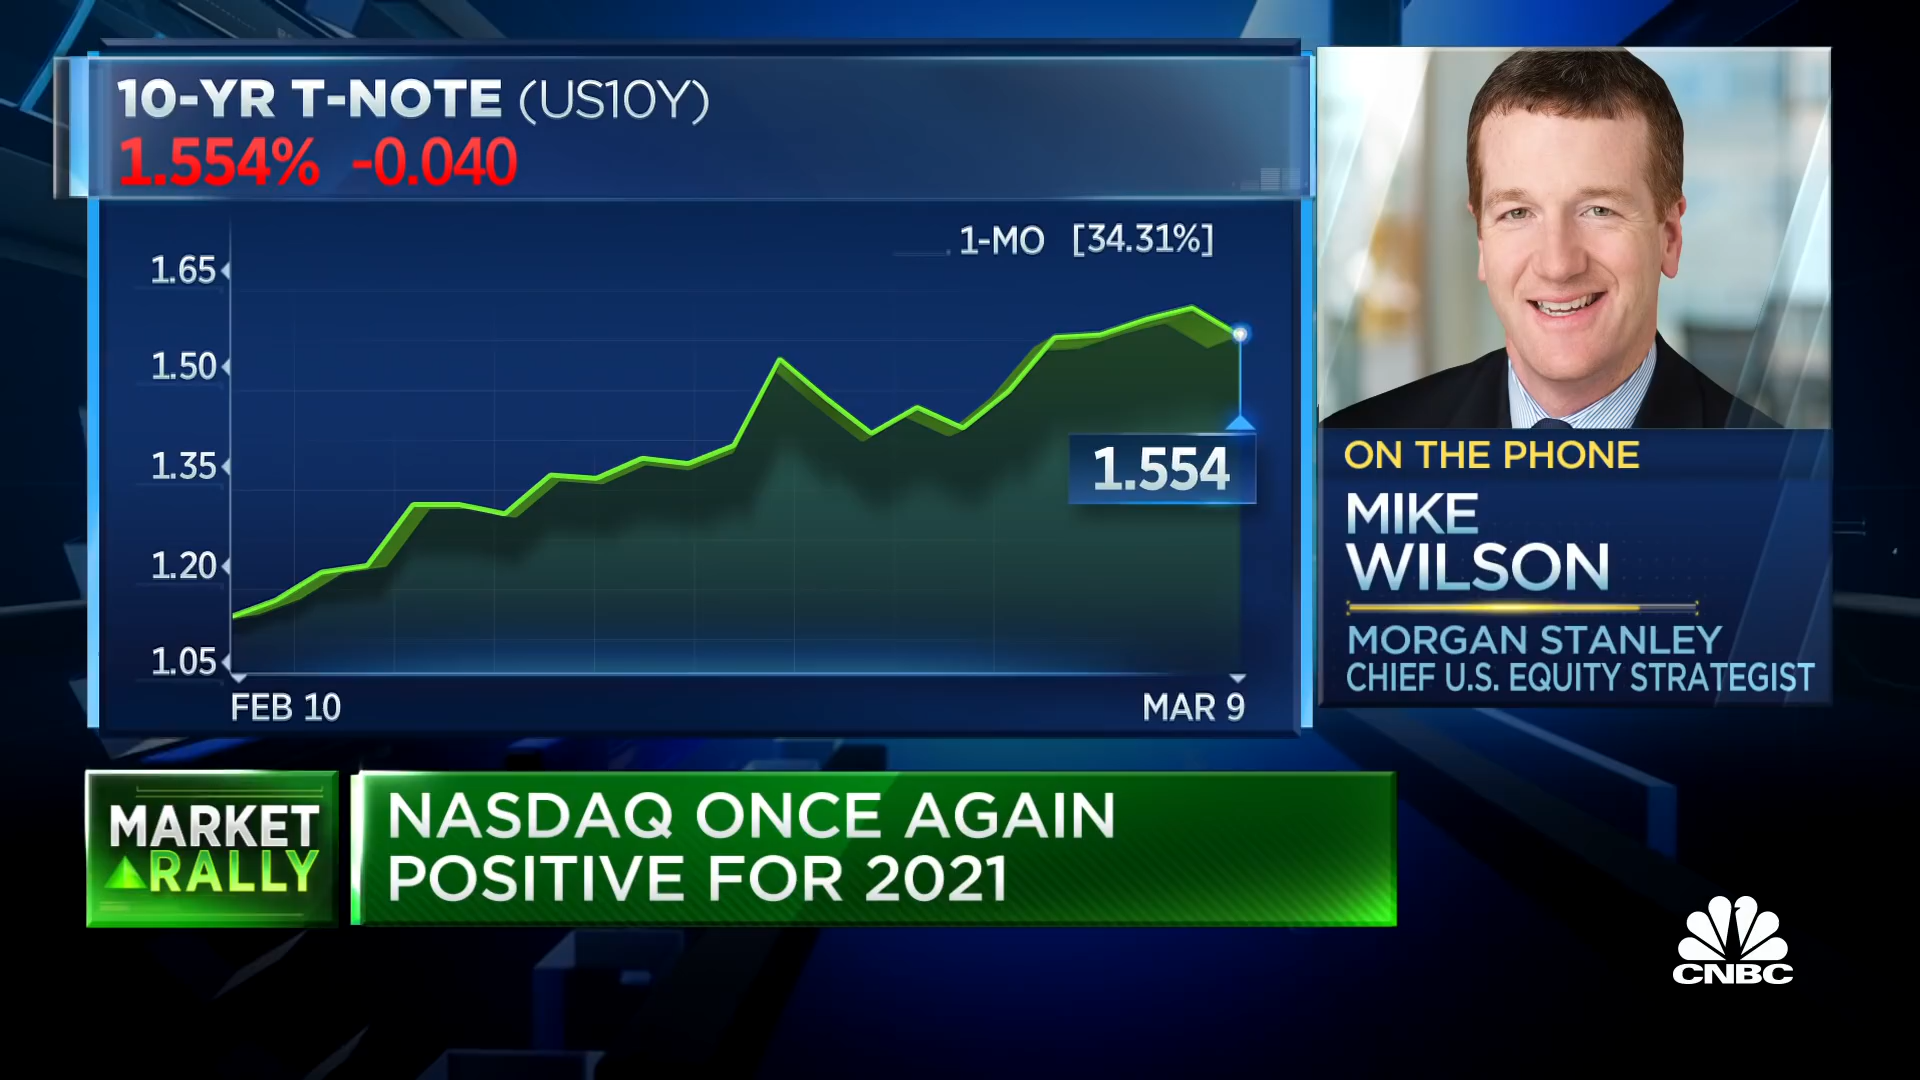 10-YR T-NOTE (US10Y)
1.554% -0.040
1-MO [34.31%]
1.65
1.50
1.35
1.20
1.05
1.554
FEB 10
MAR 9
ON THE PHONE
MIKE
WILSON
MORGAN STANLEY
CHIEF U.S. EQUITY STRATEGIST
MARKET
RALLY
NASDAQ ONCE AGAIN
POSITIVE FOR 2021
CNBC